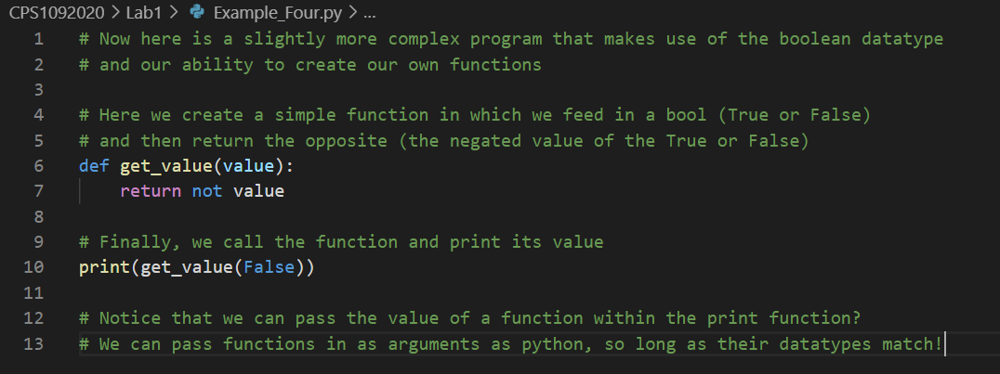 CPS1092020 > Lab1 > Example_Four.py > ...
1 # Now here is a slightly more complex program that makes use of the boolean datatype
2 # and our ability to create our own functions
3
4 # Here we create a simple function in which we feed in a bool (True or False)
5 # and then return the opposite (the negated value of the True or False)
6 def get_value(value):
7     return not value
8
9 # Finally, we call the function and print its value
10 print(get_value(False))
11
12 # Notice that we can pass the value of a function within the print function?
13 # We can pass functions in as arguments as python, so long as their datatypes match!